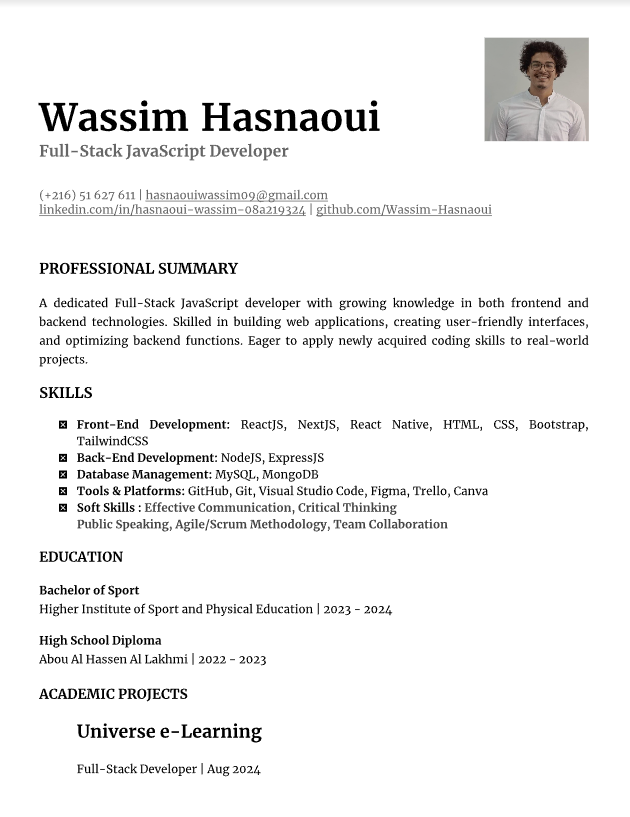 Wassim Hasnaoui
Full-Stack JavaScript Developer
(+216) 51 627 611 | hasnaouiwassim09@gmail.com
linkedin.com/in/hasnaoui-wassim-08a219324 | github.com/Wassim-Hasnaoui
PROFESSIONAL SUMMARY
A dedicated Full-Stack JavaScript developer with growing knowledge in both frontend and
backend technologies. Skilled in building web applications, creating user-friendly interfaces,
and optimizing backend functions. Eager to apply newly acquired coding skills to real-world
projects.
SKILLS
Front-End Development: ReactJS, NextJS, React Native, HTML, CSS, Bootstrap,
TailwindCSS
Back-End Development: NodeJS, ExpressJS
Database Management: MySQL, MongoDB
Tools & Platforms: GitHub, Git, Visual Studio Code, Figma, Trello, Canva
Soft Skills : Effective Communication, Critical Thinking
Public Speaking, Agile/Scrum Methodology, Team Collaboration
EDUCATION
Bachelor of Sport
Higher Institute of Sport and Physical Education | 2023 - 2024
High School Diploma
Abou Al Hassen Al Lakhmi | 2022 - 2023
ACADEMIC PROJECTS
Universe e-Learning
Full-Stack Developer | Aug 2024